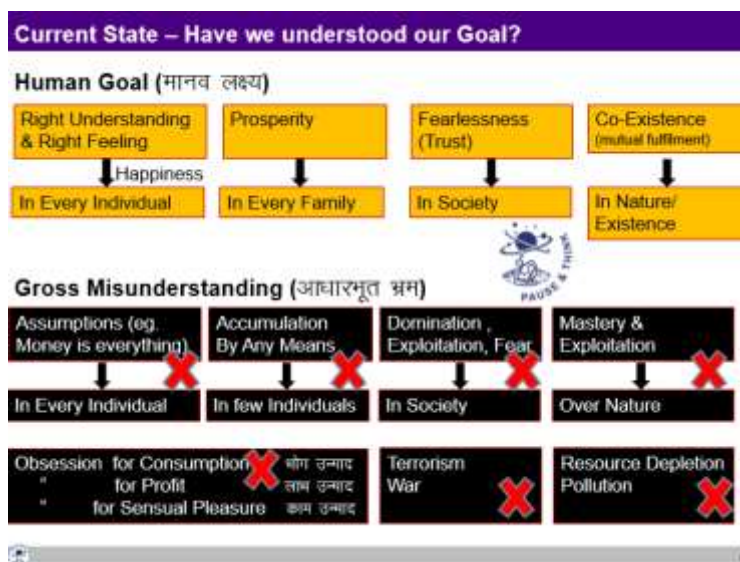 Current State – Have we understood our Goal?
Human Goal (मानव लक्ष्य)
Right Understanding
& Right Feeling
Prosperity
Fearlessness
(Trust)
Co-Existence
(mutual fulfilment)
Happiness
In Every Individual
In Every Family
In Society
In Nature/
Existence
PAUSE & THINK
Gross Misunderstanding (आधारभूत भ्रम)
Assumptions (eg.
Money is everything)
Accumulation
By Any Means
Domination ,
Exploitation, Fear
Mastery &
Exploitation
In Every Individual
In few Individuals
In Society
Over Nature
Obsession for Consumption भोग उन्माद
" for Profit लाभ उन्माद
" for Sensual Pleasure काम उन्माद
Terrorism
War
Resource Depletion
Pollution